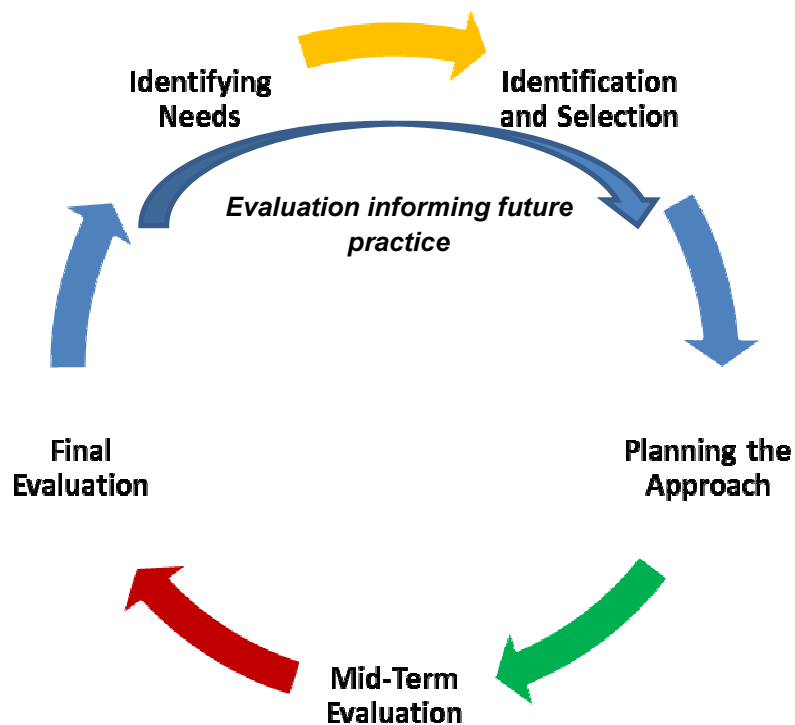 Identifying
Needs
Identification
and Selection
Evaluation informing future
practice
Planning the
Approach
Mid-Term
Evaluation
Final
Evaluation